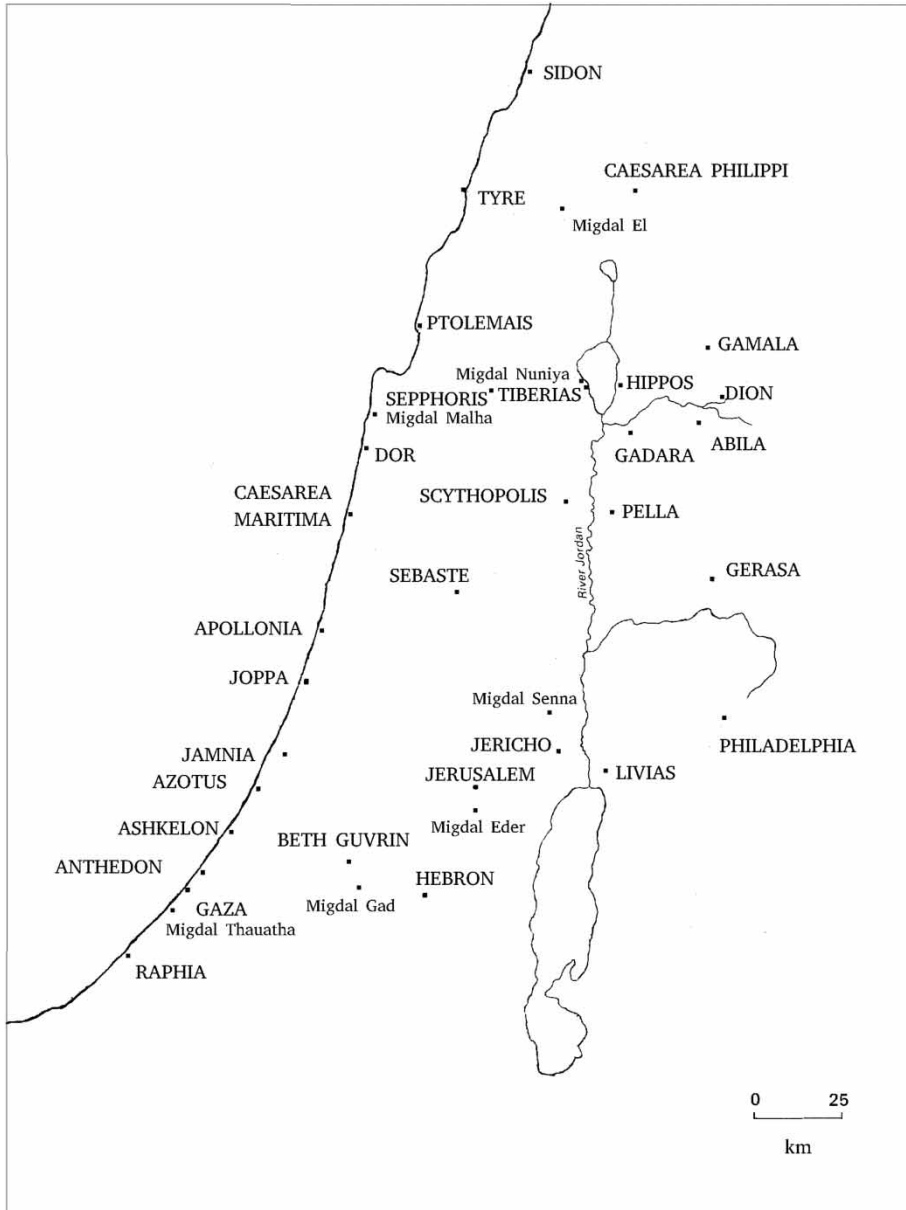 SIDON
CAESAREA PHILIPPI
TYRE
Migdal El
PTOLEMAIS
GAMALA
Migdal Nuniya
SEPPHORIS
TIBERIAS
HIPPOS
DION
Migdal Malha
ABILA
GADARA
DOR
CAESAREA
MARITIMA
SCYTHOPOLIS
PELLA
River Jordan
SEBASTE
GERASA
APOLLONIA
JOPPA
Migdal Senna
PHILADELPHIA
JERICHO
JAMNIA
LIVIAS
JERUSALEM
AZOTUS
Migdal Eder
ASHKELON
BETH GUVRIN
ANTHEDON
HEBRON
Migdal Gad
GAZA
Migdal Thauatha
RAPHIA
0 25
km